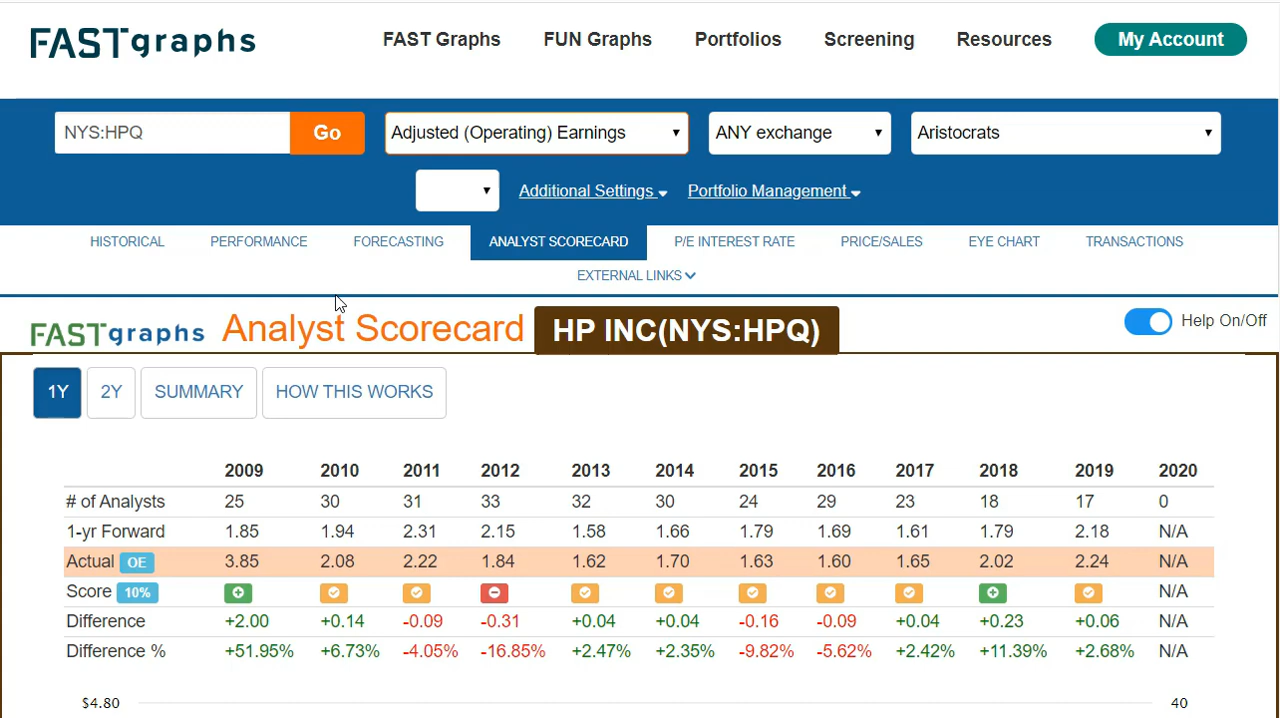 FASTgraphs FAST Graphs FUN Graphs Portfolios Screening Resources My Account
NYS:HPQ Go Adjusted (Operating) Earnings ANY exchange Aristocrats
Additional Settings Portfolio Management
HISTORICAL PERFORMANCE FORECASTING ANALYST SCORECARD P/E INTEREST RATE PRICE/SALES EYE CHART TRANSACTIONS
EXTERNAL LINKS
FASTgraphs Analyst Scorecard HP INC(NYS:HPQ) Help On/Off
1Y 2Y SUMMARY HOW THIS WORKS
2009 2010 2011 2012 2013 2014 2015 2016 2017 2018 2019 2020
# of Analysts 25 30 31 33 32 30 24 29 23 18 17 0
1-yr Forward 1.85 1.94 2.31 2.15 1.58 1.66 1.79 1.69 1.61 1.79 2.18 N/A
Actual OE 3.85 2.08 2.22 1.84 1.62 1.70 1.63 1.60 1.65 2.02 2.24 N/A
Score 10% N/A
Difference +2.00 +0.14 -0.09 -0.31 +0.04 +0.04 -0.16 -0.09 +0.04 +0.23 +0.06 N/A
Difference % +51.95% +6.73% -4.05% -16.85% +2.47% +2.35% -9.82% -5.62% +2.42% +11.39% +2.68% N/A
$4.80 40